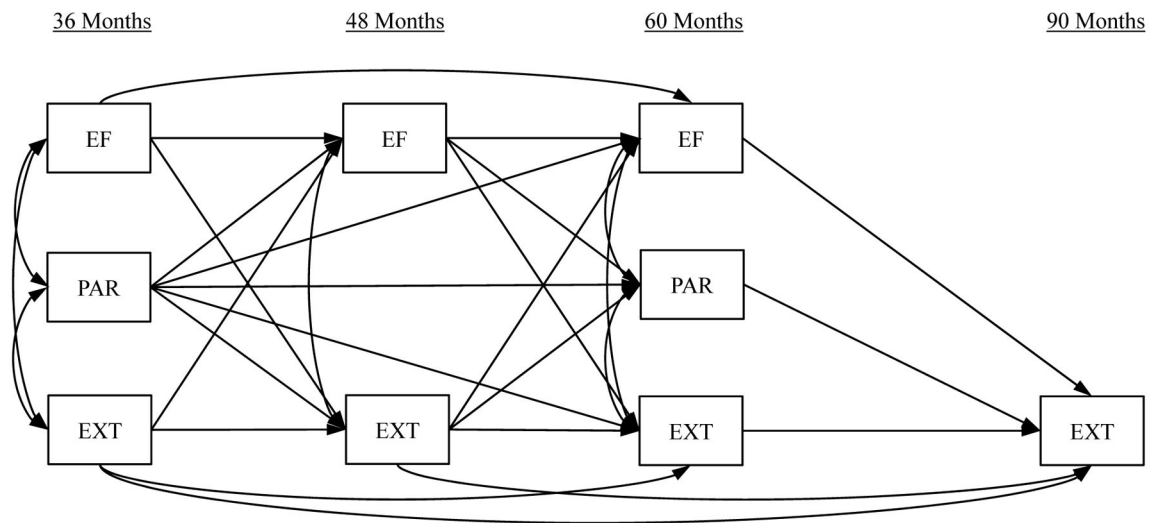 36 Months 48 Months 60 Months 90 Months
EF EF EF
PAR PAR
EXT EXT EXT EXT